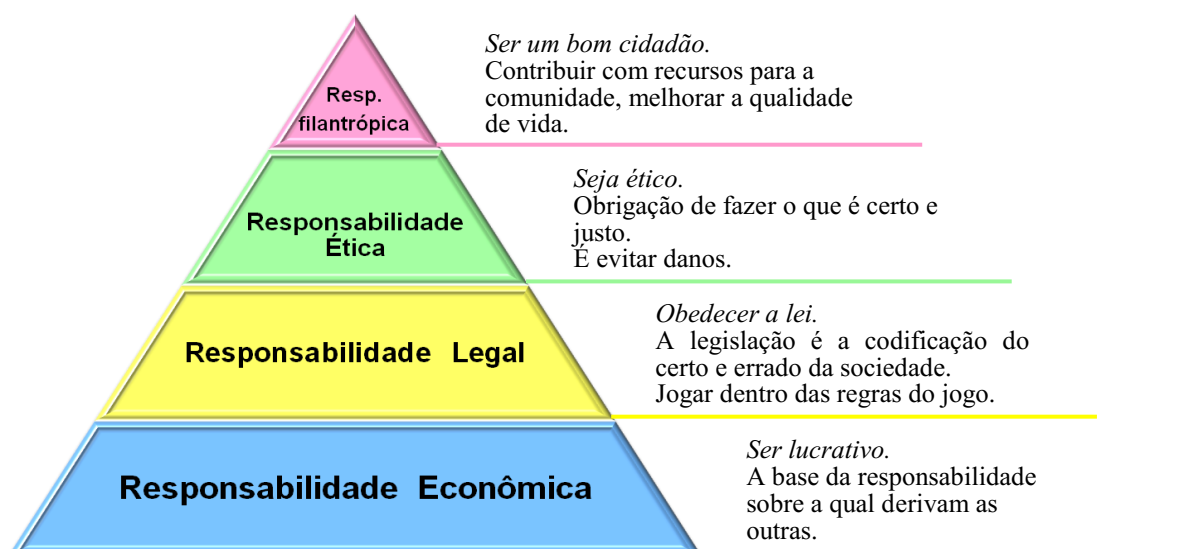 Resp.
filantrópica
Ser um bom cidadão.
Contribuir com recursos para a
comunidade, melhorar a qualidade
de vida.
Responsabilidade
Ética
Seja ético.
Obrigação de fazer o que é certo e
justo.
É evitar danos.
Responsabilidade Legal
Obedecer a lei.
A legislação é a codificação do
certo e errado da sociedade.
Jogar dentro das regras do jogo.
Responsabilidade Econômica
Ser lucrativo.
A base da responsabilidade
sobre a qual derivam as
outras.